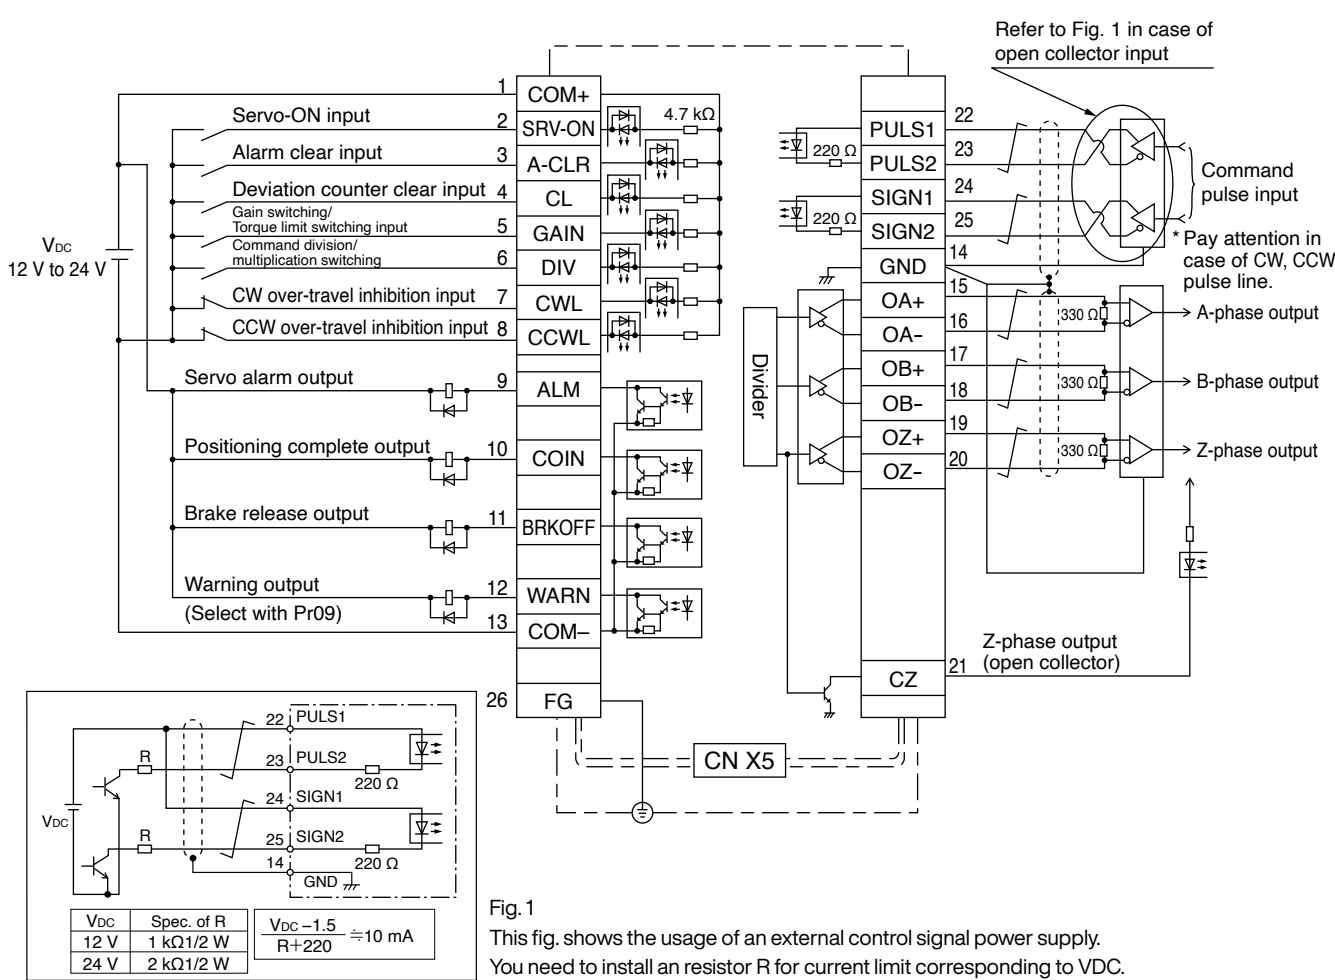 Refer to Fig. 1 in case of
open collector input
1
COM+
Servo-ON input
2
SRV-ON
4.7 kΩ
Alarm clear input
3
A-CLR
Deviation counter clear input
4
CL
Gain switching/
Torque limit switching input
5
GAIN
Command division/
multiplication switching
6
DIV
CW over-travel inhibition input
7
CWL
CCW over-travel inhibition input
8
CCWL
VDC
12 V to 24 V
Servo alarm output
9
ALM
Positioning complete output
10
COIN
Brake release output
11
BRKOFF
Warning output
(Select with Pr09)
12
WARN
13
COM–
26
FG
22
PULS1
220 Ω
23
PULS2
24
SIGN1
220 Ω
25
SIGN2
14
GND
Command
pulse input
* Pay attention in
case of CW, CCW
pulse line.
15
OA+
16
OA–
330 Ω
A-phase output
17
OB+
18
OB–
330 Ω
B-phase output
19
OZ+
20
OZ–
330 Ω
Z-phase output
Divider
Z-phase output
(open collector)
21
CZ
CN X5
22
PULS1
R
23
PULS2
220 Ω
24
SIGN1
VDC
R
25
SIGN2
220 Ω
14
GND
VDC Spec. of R
12 V 1 kΩ1/2 W
24 V 2 kΩ1/2 W
VDC –1.5
R+220
≒10 mA
Fig.1
This fig. shows the usage of an external control signal power supply.
You need to install an resistor R for current limit corresponding to VDC.